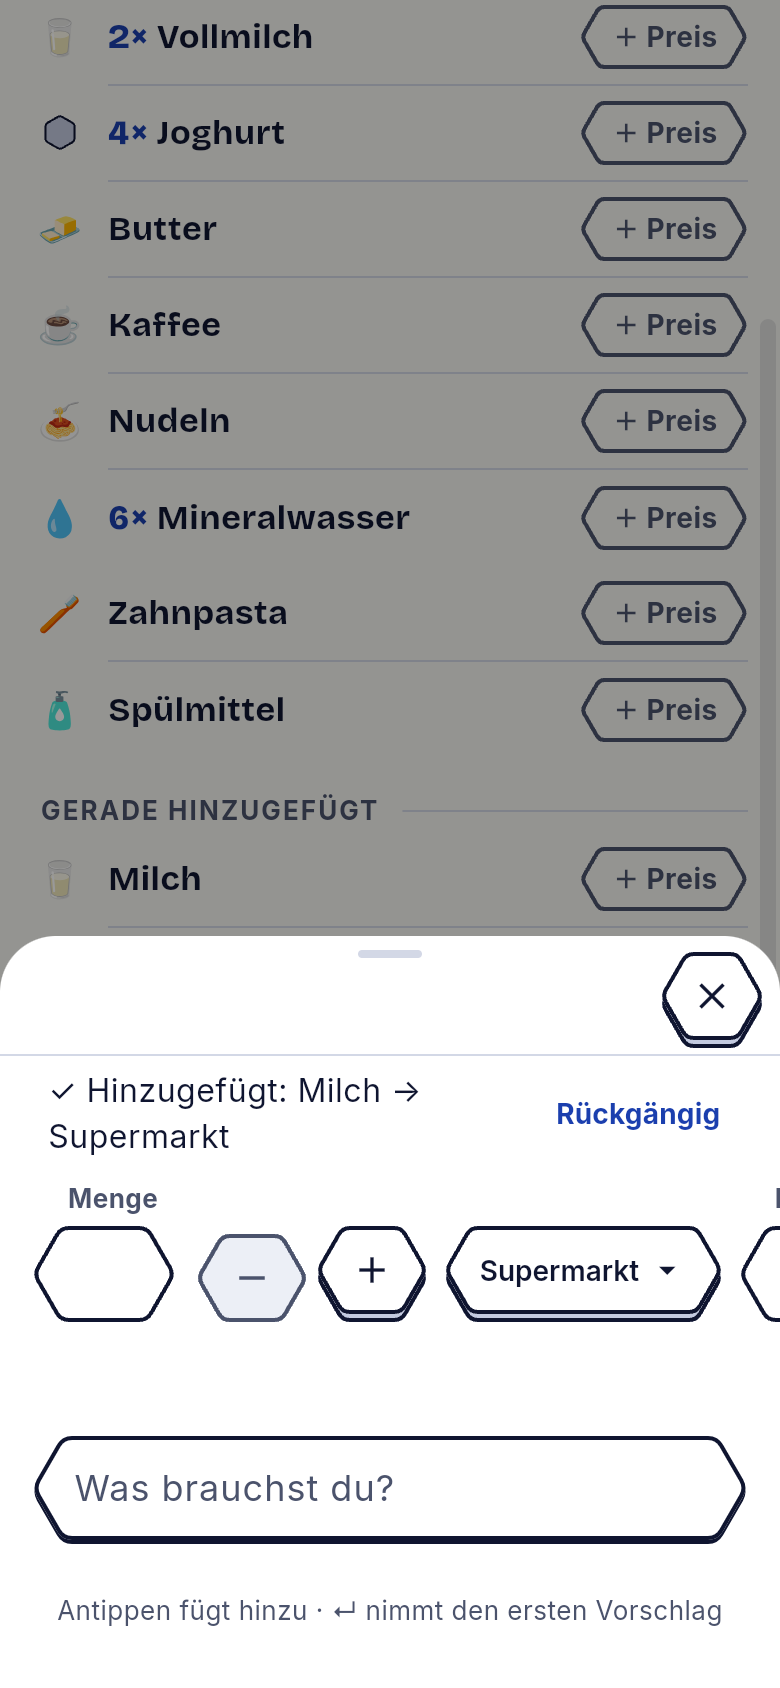 2× Vollmilch + Preis
4× Joghurt + Preis
Butter + Preis
Kaffee + Preis
Nudeln + Preis
6× Mineralwasser + Preis
Zahnpasta + Preis
Spülmittel + Preis
GERADE HINZUGEFÜGT
Milch + Preis
✓ Hinzugefügt: Milch →
Supermarkt
Rückgängig
Menge
Supermarkt
Was brauchst du?
Antippen fügt hinzu · ↵ nimmt den ersten Vorschlag